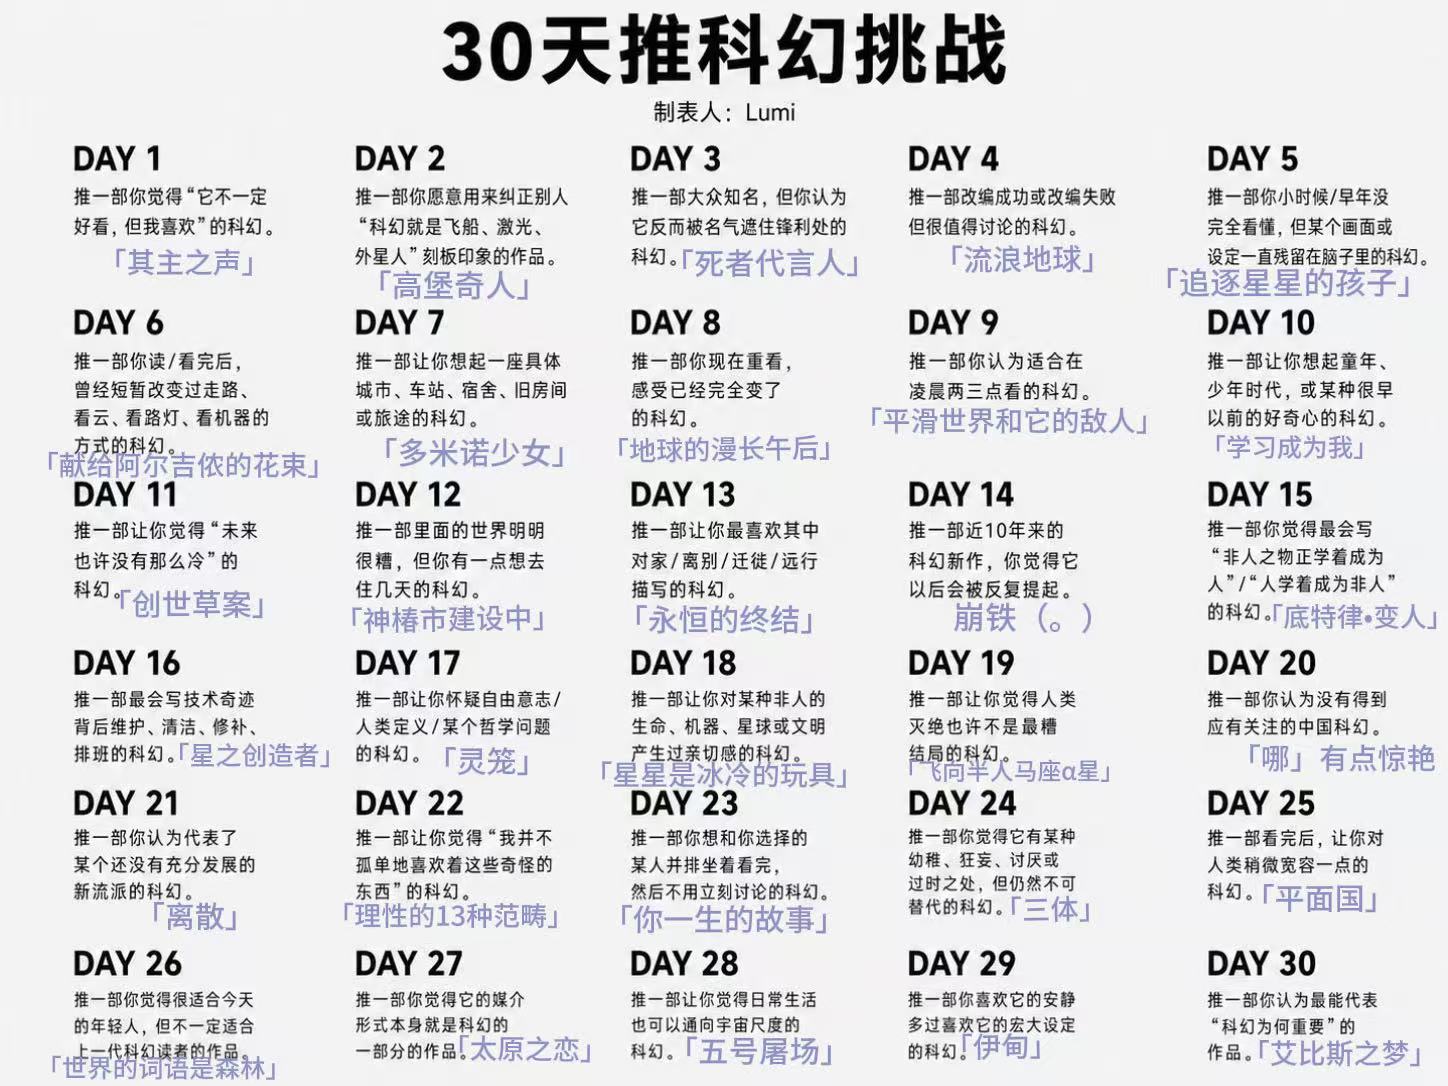 30天推科幻挑战
制表人：Lumi
DAY 1
推一部你觉得“它不一定
好看，但我喜欢”的科幻。
「其主之声」
DAY 2
推一部你愿意用来纠正别人
“科幻就是飞船、激光、
外星人”刻板印象的作品。
「高堡奇人」
DAY 3
推一部大众知名，但你认为
它反而被名气遮住锋利处的
科幻。「死者代言人」
DAY 4
推一部改编成功或改编失败
但很值得讨论的科幻。
「流浪地球」
DAY 5
推一部你小时候/早年没
完全看懂，但某个画面或
设定一直残留在脑子里的科幻。
「追逐星星的孩子」
DAY 6
推一部你读/看完后，
曾经短暂改变过走路、
看云、看路灯、看机器的
方式的科幻。
「献给阿尔吉侬的花束」
DAY 7
推一部让你想起一座具体
城市、车站、宿舍、旧房间
或旅途的科幻。
「多米诺少女」
DAY 8
推一部你现在重看，
感受已经完全变了
的科幻。
「地球的漫长午后」
DAY 9
推一部你认为适合在
凌晨两三点看的科幻。
「平滑世界和它的敌人」
DAY 10
推一部让你想起童年、
少年时代，或某种很早
以前的好奇心的科幻。
「学习成为我」
DAY 11
推一部让你觉得“未来
也许没有那么冷”的
科幻。「创世草案」
DAY 12
推一部里面的世界明明
很糟，但你有一点想去
住几天的科幻。
「神椿市建设中」
DAY 13
推一部让你最喜欢其中
对家/离别/迁徙/远行
描写的科幻。
「永恒的终结」
DAY 14
推一部近10年来的
科幻新作，你觉得它
以后会被反复提起。
崩铁（。）
DAY 15
推一部你觉得最会写
“非人之物正学着成为
人”/“人学着成为非人”
的科幻。「底特律•变人」
DAY 16
推一部最会写技术奇迹
背后维护、清洁、修补、
排班的科幻。「星之创造者」
DAY 17
推一部让你怀疑自由意志/
人类定义/某个哲学问题
的科幻。「灵笼」
DAY 18
推一部让你对某种非人的
生命、机器、星球或文明
产生过亲切感的科幻。
「星星是冰冷的玩具」
DAY 19
推一部让你觉得人类
灭绝也许不是最糟
结局的科幻。
「飞向半人马座α星」
DAY 20
推一部你认为没有得到
应有关注的中国科幻。
「哪」有点惊艳
DAY 21
推一部你认为代表了
某个还没有充分发展的
新流派的科幻。
「离散」
DAY 22
推一部让你觉得“我并不
孤单地喜欢着这些奇怪的
东西”的科幻。
「理性的13种范畴」
DAY 23
推一部你想和你选择的
某人并排坐着看完，
然后不用立刻讨论的科幻。
「你一生的故事」
DAY 24
推一部你觉得它有某种
幼稚、狂妄、讨厌或
过时之处，但仍然不可
替代的科幻。「三体」
DAY 25
推一部看完后，让你对
人类稍微宽容一点的
科幻。「平面国」
DAY 26
推一部你觉得很适合今天
的年轻人，但不一定适合
上一代科幻读者的作品。
「世界的词语是森林」
DAY 27
推一部你觉得它的媒介
形式本身就是科幻的
一部分的作品。「太原之恋」
DAY 28
推一部让你觉得日常生活
也可以通向宇宙尺度的
科幻。「五号屠场」
DAY 29
推一部你喜欢它的安静
多过喜欢它的宏大设定
的科幻。「伊甸」
DAY 30
推一部你认为最能代表
“科幻为何重要”的
作品。「艾比斯之梦」